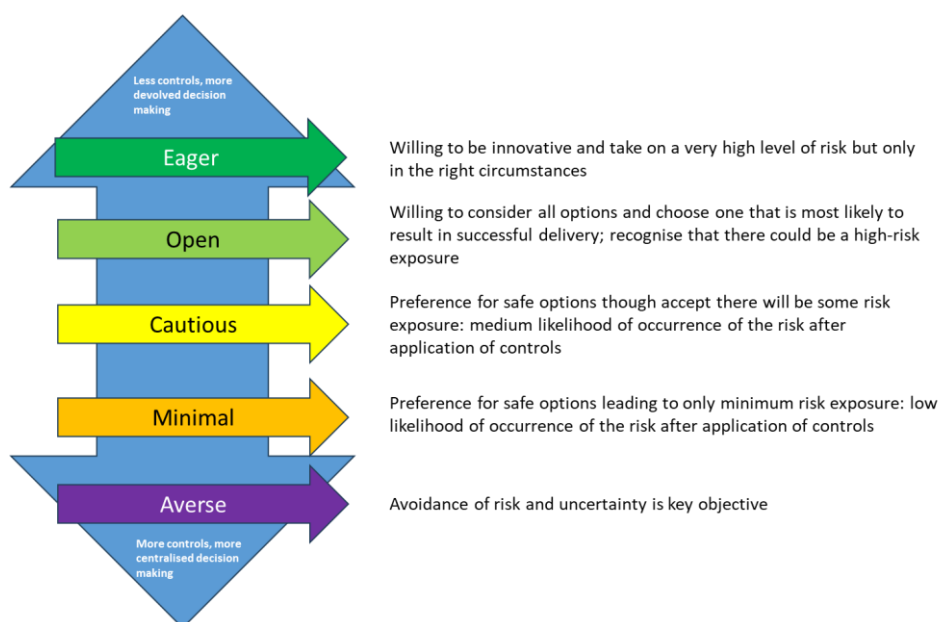 Less controls, more
devolved decision
making
Eager
Willing to be innovative and take on a very high level of risk but only
in the right circumstances
Open
Willing to consider all options and choose one that is most likely to
result in successful delivery; recognise that there could be a high-risk
exposure
Cautious
Preference for safe options though accept there will be some risk
exposure: medium likelihood of occurrence of the risk after
application of controls
Minimal
Preference for safe options leading to only minimum risk exposure: low
likelihood of occurrence of the risk after application of controls
Averse
Avoidance of risk and uncertainty is key objective
More controls, more
centralised decision
making